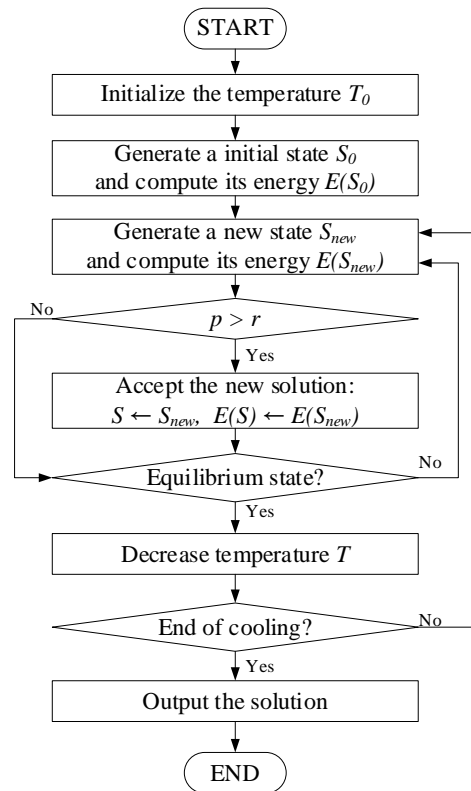 START
Initialize the temperature T0
Generate a initial state S0
and compute its energy E(S0)
Generate a new state Snew
and compute its energy E(Snew)
No
p > r
Yes
Accept the new solution:
S ← Snew, E(S) ← E(Snew)
Equilibrium state?
No
Yes
Decrease temperature T
End of cooling?
No
Yes
Output the solution
END